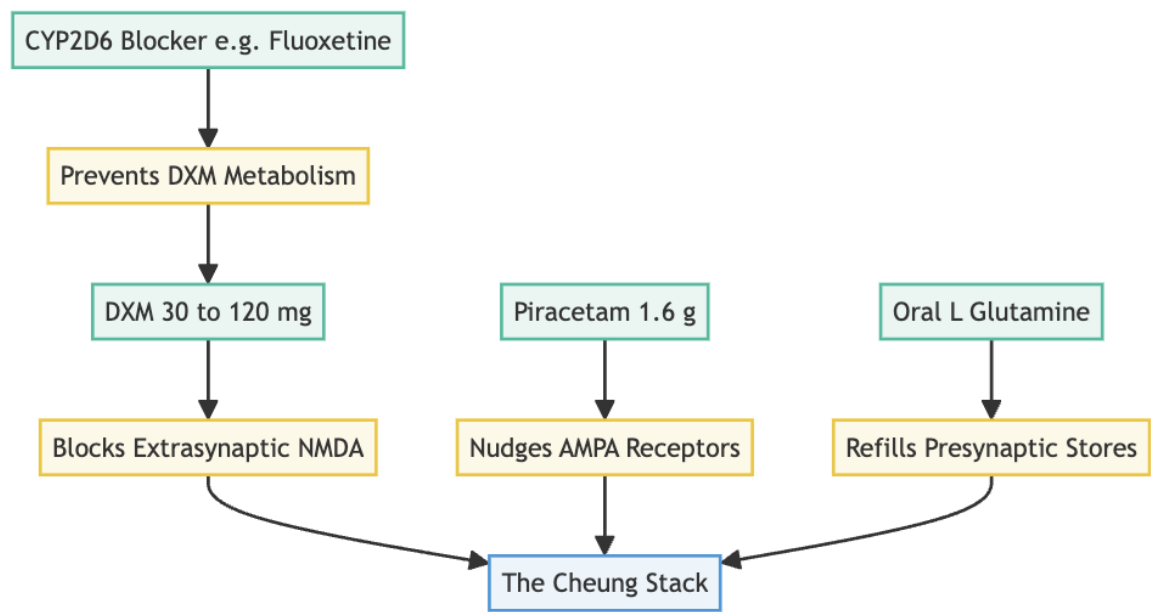 CYP2D6 Blocker e.g. Fluoxetine
Prevents DXM Metabolism
DXM 30 to 120 mg
Piracetam 1.6 g
Oral L Glutamine
Blocks Extrasynaptic NMDA
Nudges AMPA Receptors
Refills Presynaptic Stores
The Cheung Stack